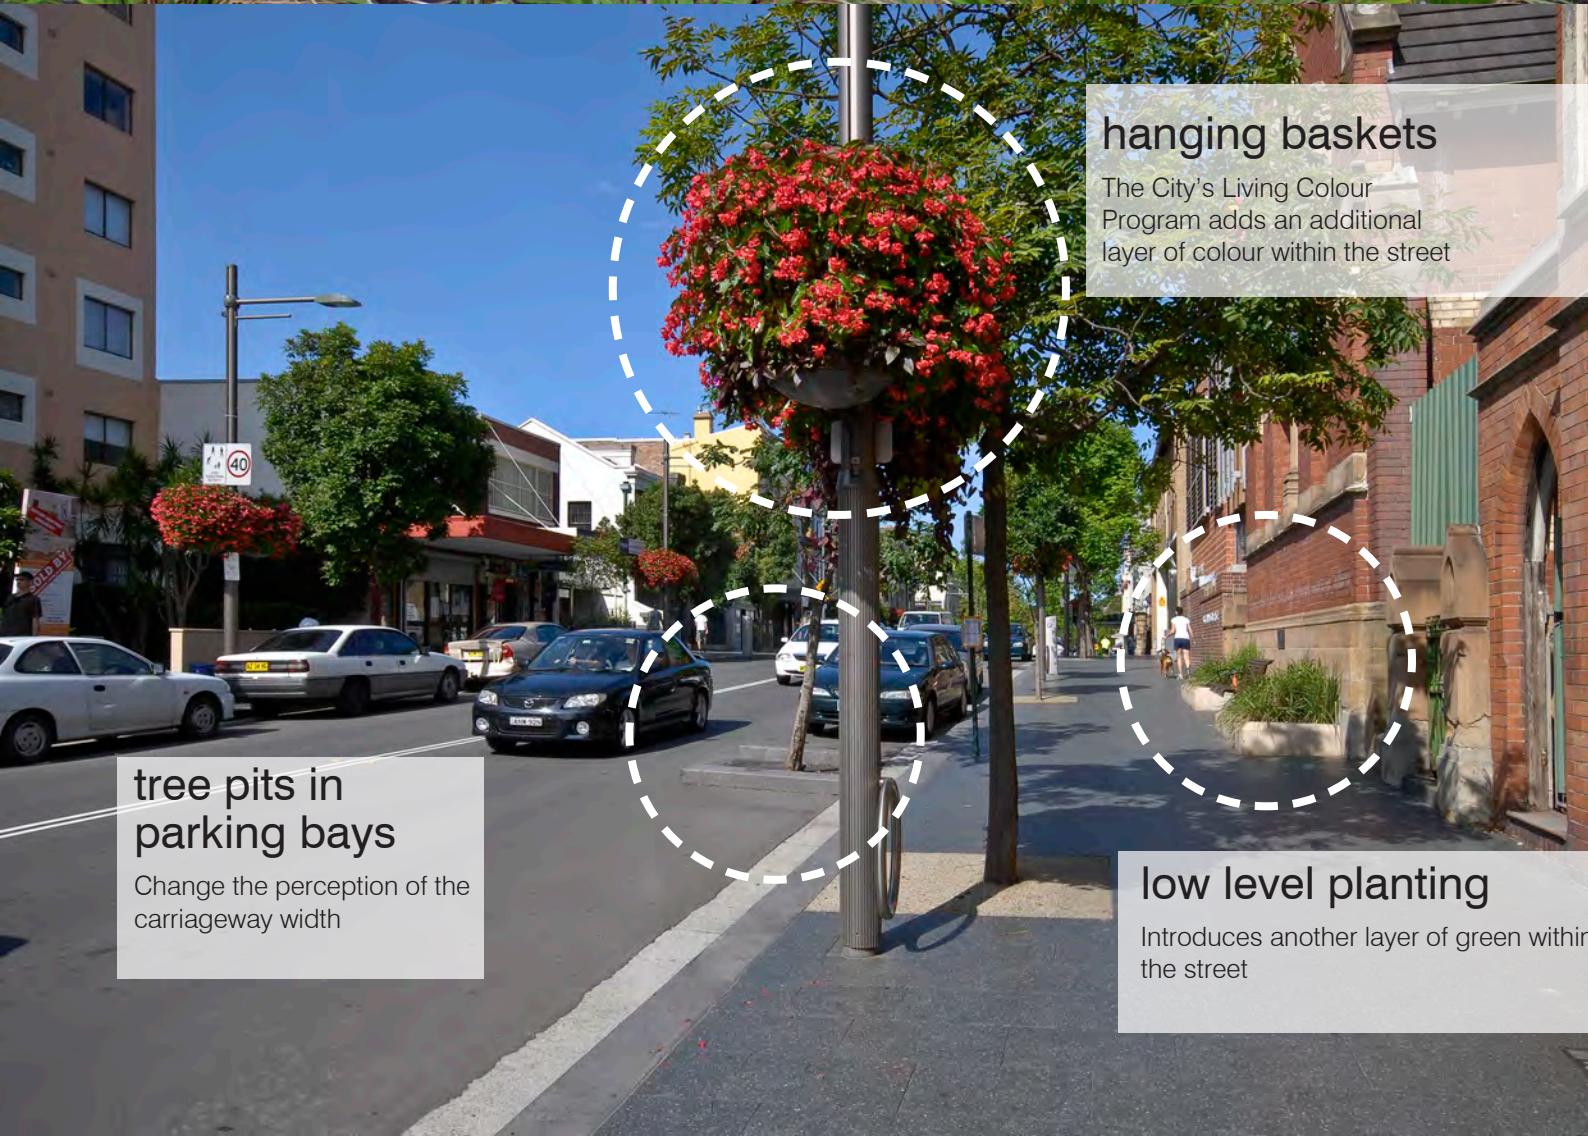 hanging baskets
The City's Living Colour
Program adds an additional
layer of colour within the street
40
tree pits in
parking bays
Change the perception of the
carriageway width
low level planting
Introduces another layer of green within
the street